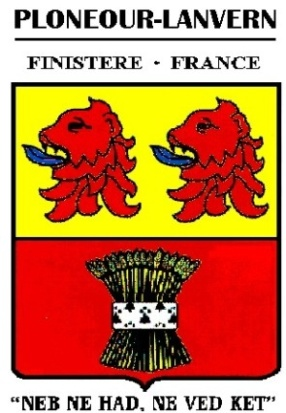 PLONEOUR-LANVERN
FINISTERE · FRANCE
“NEB NE HAD, NE VED KET”